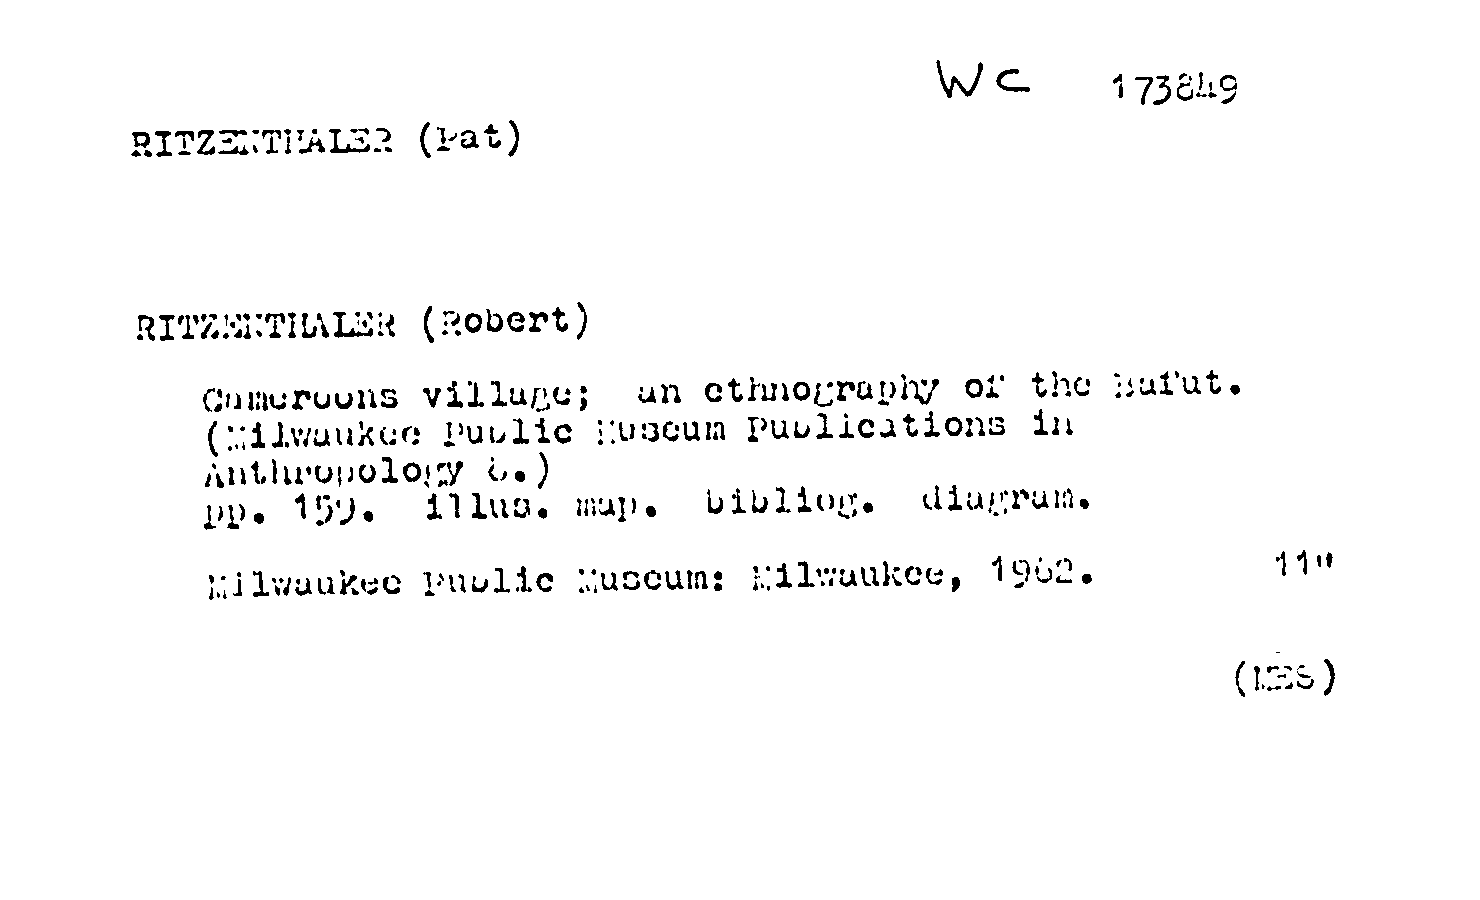 WC 173849
RITZENTHALER (Pat)
RITZENTHALER (Robert)
Cameroons village; an ethnography of the Bafut.
(Milwaukee Public Museum Publications in
Anthropology 8.)
pp. 159. illus. map. bibliog. diagram.
Milwaukee Public Museum: Milwaukee, 1962. 11"
(MES)